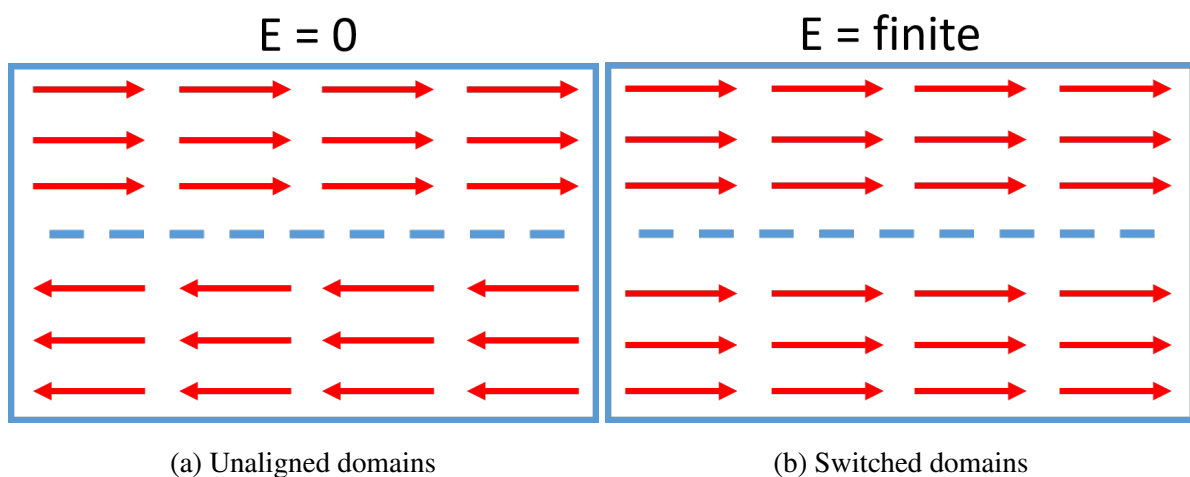 E = 0
E = finite
(a) Unaligned domains
(b) Switched domains